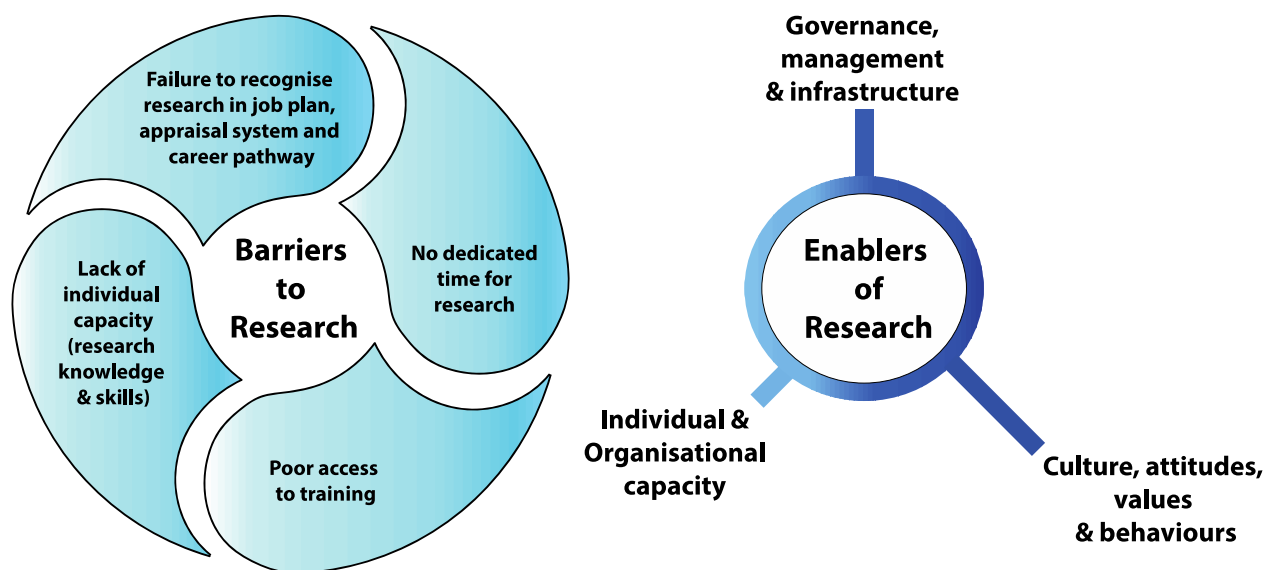 Failure to recognise
research in job plan,
appraisal system and
career pathway
No dedicated
time for
research
Poor access
to training
Lack of
individual
capacity
(research
knowledge
& skills)
Barriers
to
Research
Governance,
management
& infrastructure
Enablers
of
Research
Individual &
Organisational
capacity
Culture, attitudes,
values
& behaviours